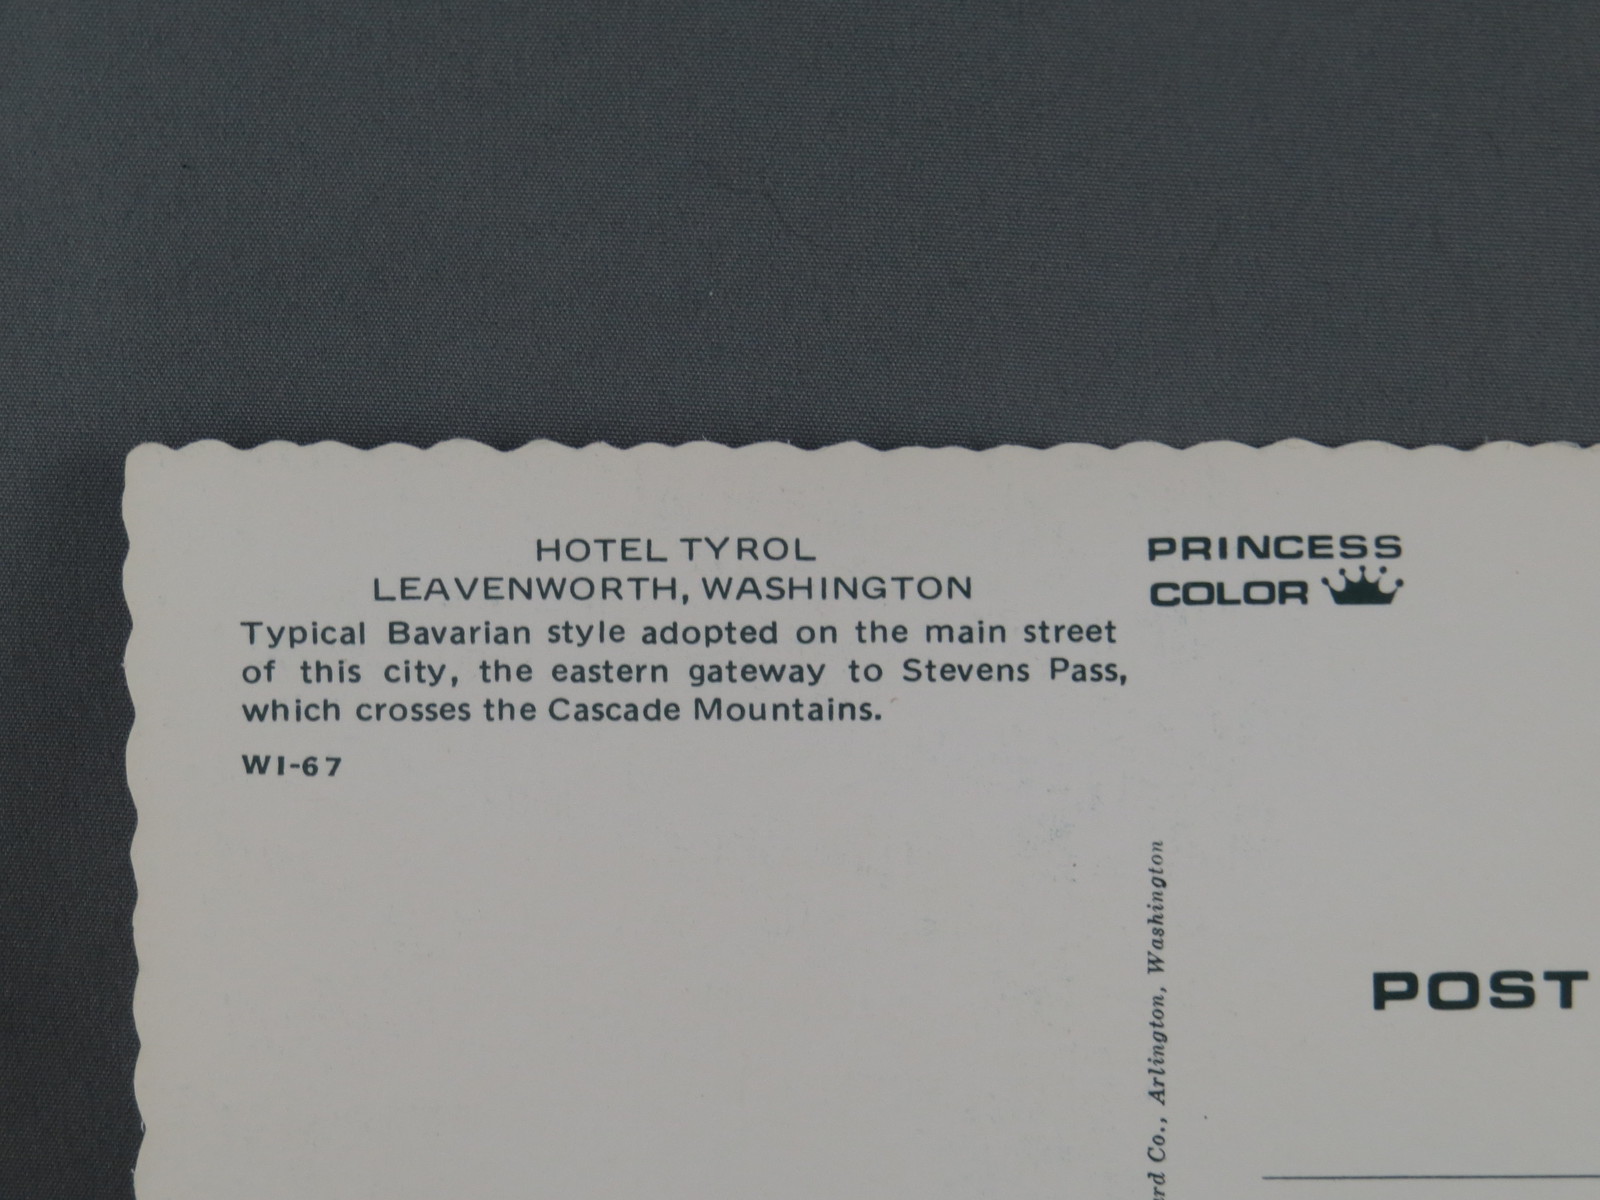 HOTEL TYROL
LEAVENWORTH, WASHINGTON
Typical Bavarian style adopted on the main street
of this city, the eastern gateway to Stevens Pass,
which crosses the Cascade Mountains.
WI-67
PRINCESS
COLOR
Co., Arlington, Washington
POST